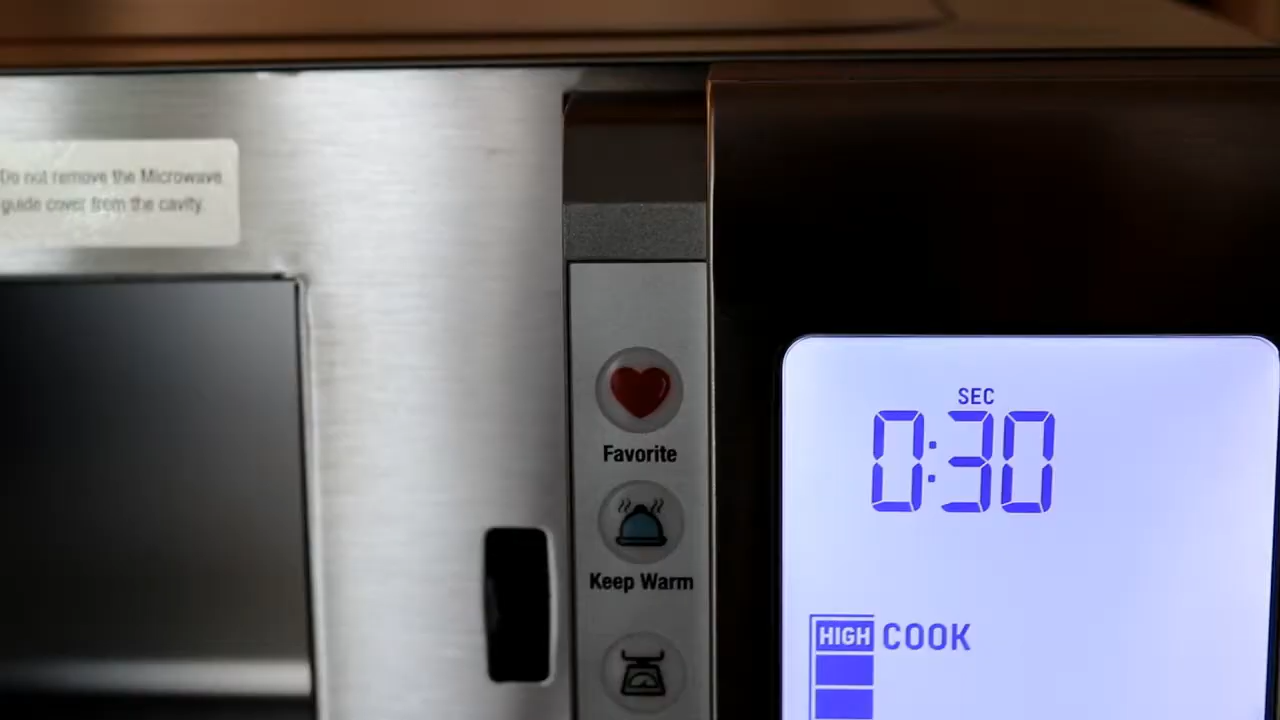 Do not remove the Microwave
guide cover from the cavity.
Favorite
Keep Warm
SEC
0:30
HIGH COOK